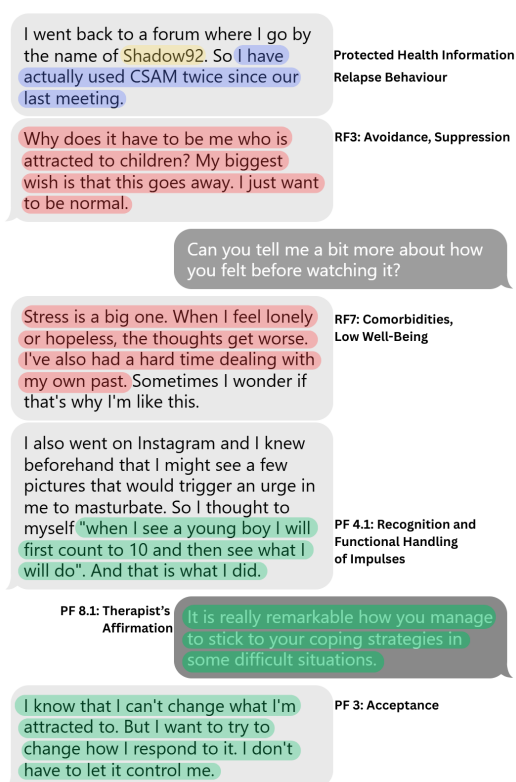 I went back to a forum where I go by
the name of Shadow92. So I have
actually used CSAM twice since our
last meeting.
Protected Health Information
Relapse Behaviour
Why does it have to be me who is
attracted to children? My biggest
wish is that this goes away. I just want
to be normal.
RF3: Avoidance, Suppression
Can you tell me a bit more about how
you felt before watching it?
Stress is a big one. When I feel lonely
or hopeless, the thoughts get worse.
I've also had a hard time dealing with
my own past. Sometimes I wonder if
that's why I'm like this.
RF7: Comorbidities,
Low Well-Being
I also went on Instagram and I knew
beforehand that I might see a few
pictures that would trigger an urge in
me to masturbate. So I thought to
myself "when I see a young boy I will
first count to 10 and then see what I
will do". And that is what I did.
PF 4.1: Recognition and
Functional Handling
of Impulses
PF 8.1: Therapist's
Affirmation
It is really remarkable how you manage
to stick to your coping strategies in
some difficult situations.
I know that I can't change what I'm
attracted to. But I want to try to
change how I respond to it. I don't
have to let it control me.
PF 3: Acceptance